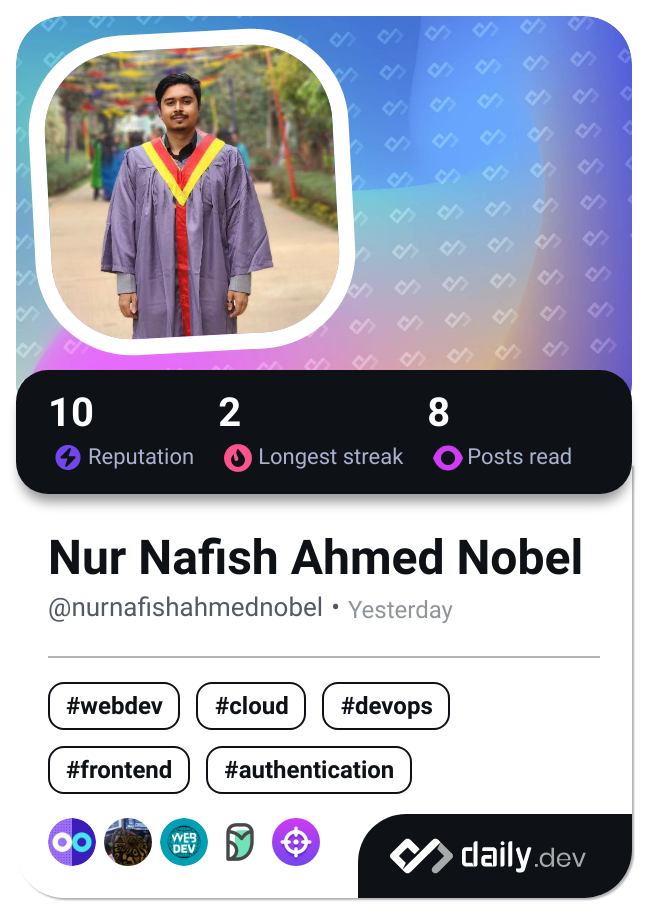 10 2 8
Reputation Longest streak Posts read
Nur Nafish Ahmed Nobel
@nurnafishahmednobel • Yesterday
#webdev #cloud #devops
#frontend #authentication
WEB
DEV
daily.dev